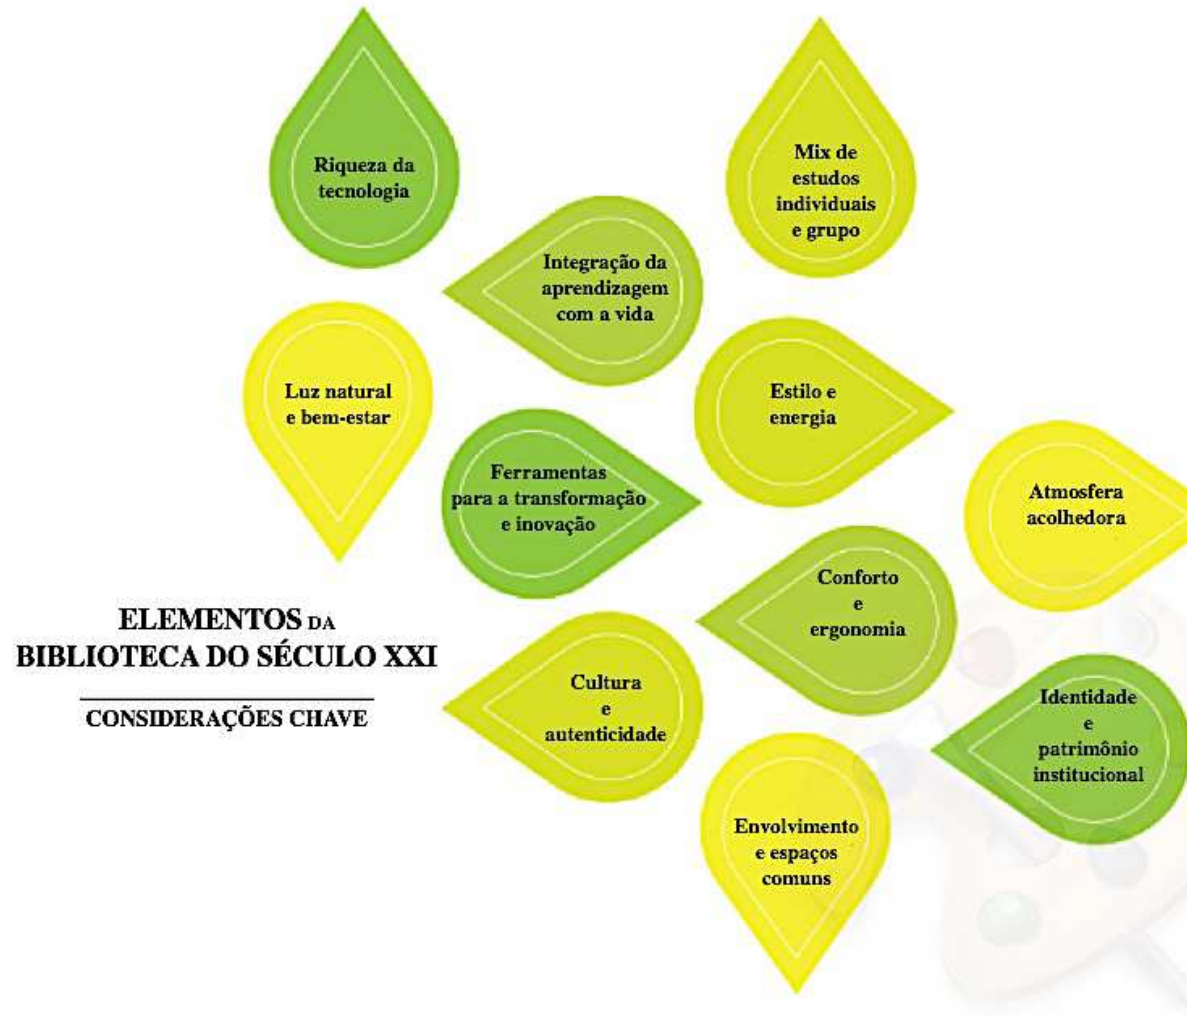 Riqueza da
tecnologia
Mix de
estudos
individuais
e grupo
Integração da
aprendizagem
com a vida
Luz natural
e bem-estar
Estilo e
energia
Ferramentas
para a transformação
e inovação
Atmosfera
acolhedora
Conforto
e
ergonomia
ELEMENTOS DA
BIBLIOTECA DO SÉCULO XXI
CONSIDERAÇÕES CHAVE
Cultura
e
autenticidade
Identidade
e
patrimônio
institucional
Envolvimento
e espaços
comuns